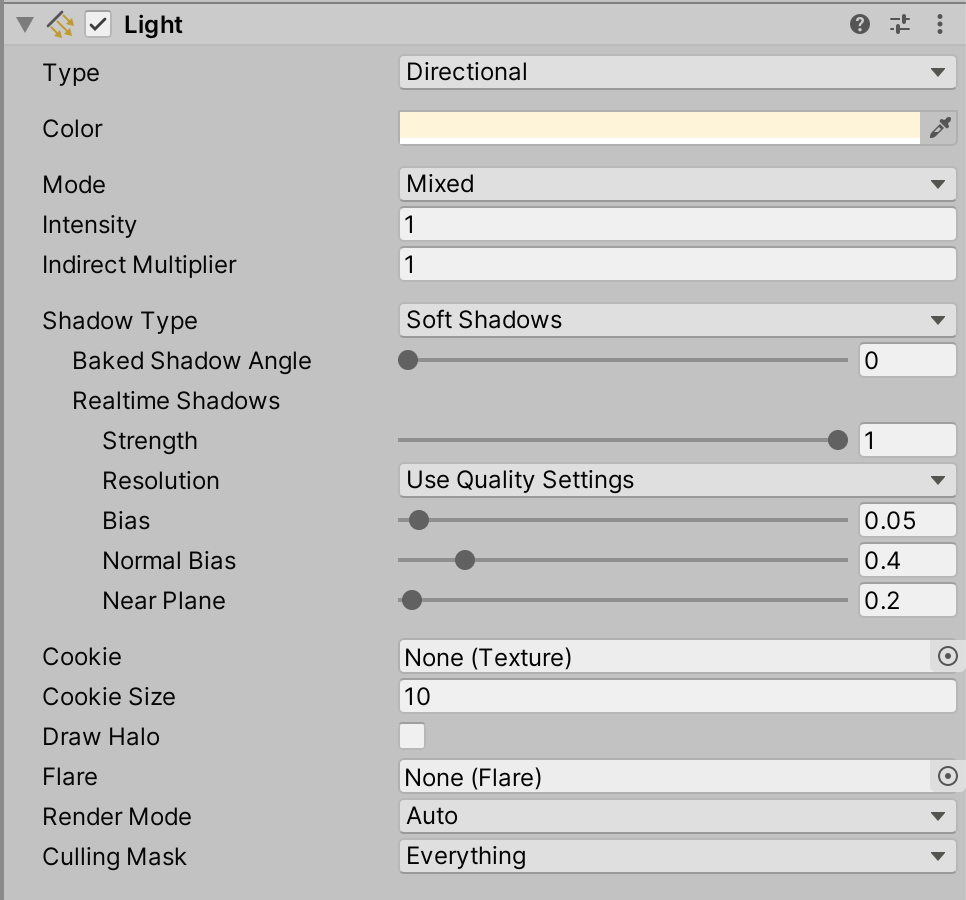 Light
Type Directional
Color
Mode Mixed
Intensity 1
Indirect Multiplier 1
Shadow Type Soft Shadows
Baked Shadow Angle 0
Realtime Shadows
Strength 1
Resolution Use Quality Settings
Bias 0.05
Normal Bias 0.4
Near Plane 0.2
Cookie None (Texture)
Cookie Size 10
Draw Halo
Flare None (Flare)
Render Mode Auto
Culling Mask Everything